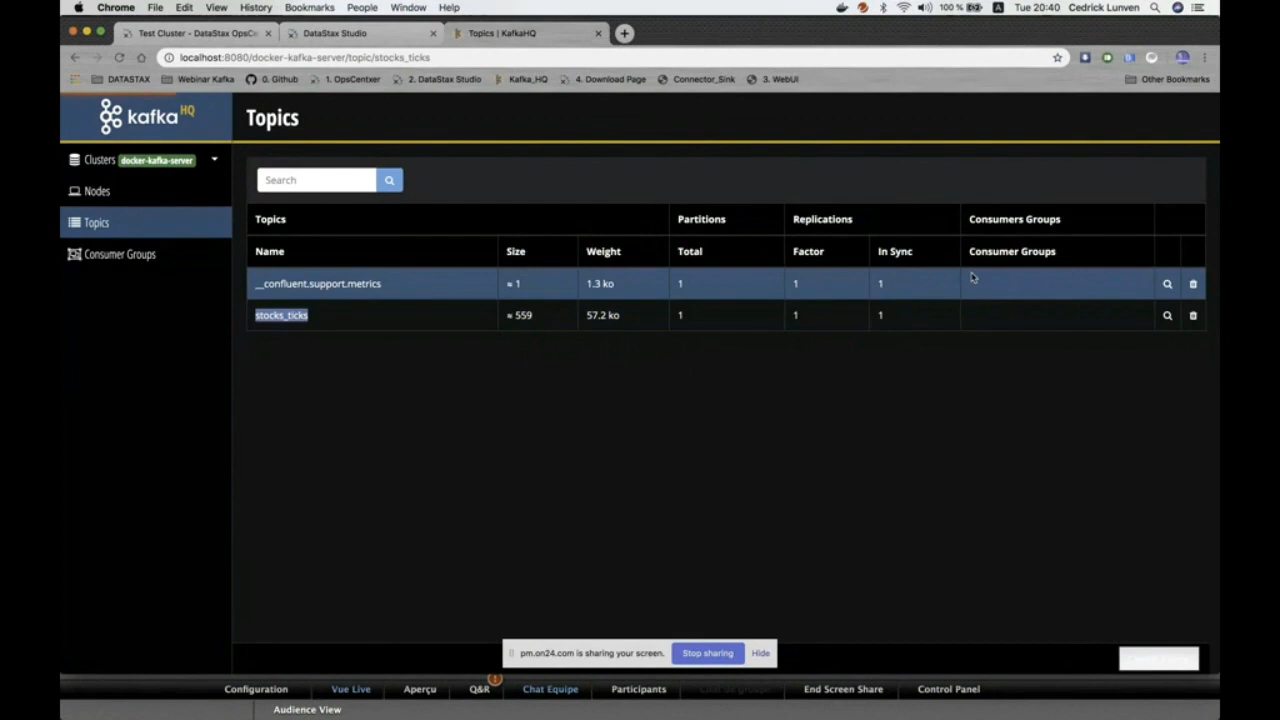 Chrome File Edit View History Bookmarks People Window Help 100 % A Tue 20:40 Cedrick Lunven
Test Cluster - DataStax OpsC × DataStax Studio × Topics | KafkaHQ ×
localhost:8080/docker-kafka-server/topic/stocks_ticks
DATASTAX Webinar Kafka 0. Github 1. OpsCentxer 2. DataStax Studio Kafka_HQ 4. Download Page Connector_Sink 3. WebUI Other Bookmarks
kafka HQ
Topics
Clusters docker-kafka-server
Nodes
Topics
Consumer Groups
Search
Topics Partitions Replications Consumers Groups
Name Size Weight Total Factor In Sync Consumer Groups
__confluent.support.metrics ≈ 1 1.3 ko 1 1 1
stocks_ticks ≈ 559 57.2 ko 1 1 1
pm.on24.com is sharing your screen. Stop sharing Hide
Configuration Vue Live Aperçu Q&R Chat Equipe Participants End Screen Share Control Panel
Audience View